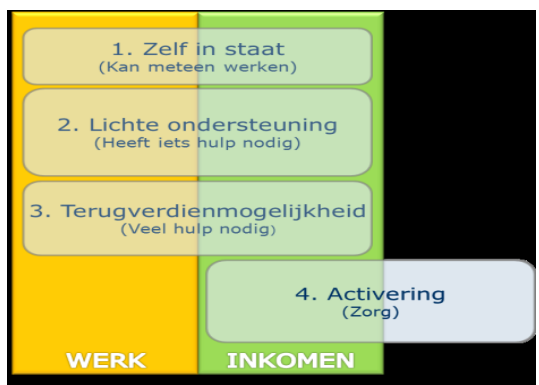 1. Zelf in staat
(Kan meteen werken)
2. Lichte ondersteuning
(Heeft iets hulp nodig)
3. Terugverdienmogelijkheid
(Veel hulp nodig)
4. Activering
(Zorg)
WERK INKOMEN